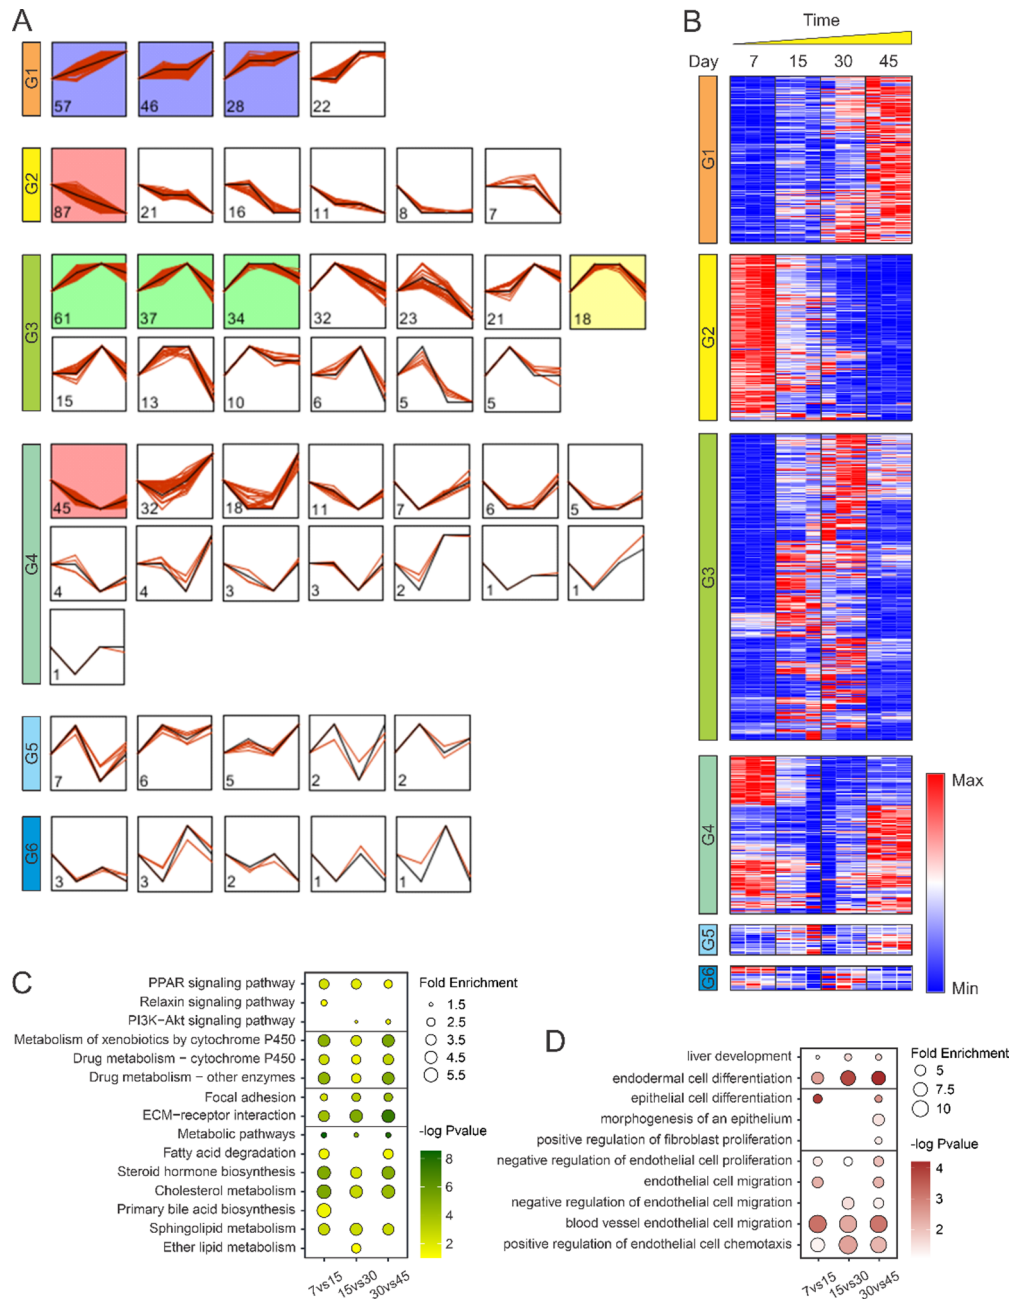 A
G1
57
46
28
22
G2
87
21
16
11
8
7
G3
61
37
34
32
23
21
18
15
13
10
6
5
5
G4
45
32
18
11
7
6
5
4
4
3
3
2
1
1
1
G5
7
6
5
2
2
G6
3
3
2
1
1
B
Time
Day 7 15 30 45
G1
G2
G3
G4
G5
G6
Max
Min
C
PPAR signaling pathway
Relaxin signaling pathway
PI3K−Akt signaling pathway
Metabolism of xenobiotics by cytochrome P450
Drug metabolism − cytochrome P450
Drug metabolism − other enzymes
Focal adhesion
ECM−receptor interaction
Metabolic pathways
Fatty acid degradation
Steroid hormone biosynthesis
Cholesterol metabolism
Primary bile acid biosynthesis
Sphingolipid metabolism
Ether lipid metabolism
7vs15
15vs30
30vs45
Fold Enrichment
1.5
2.5
3.5
4.5
5.5
-log Pvalue
8
6
4
2
D
liver development
endodermal cell differentiation
epithelial cell differentiation
morphogenesis of an epithelium
positive regulation of fibroblast proliferation
negative regulation of endothelial cell proliferation
endothelial cell migration
negative regulation of endothelial cell migration
blood vessel endothelial cell migration
positive regulation of endothelial cell chemotaxis
7vs15
15vs30
30vs45
Fold Enrichment
5
7.5
10
-log Pvalue
4
3
2